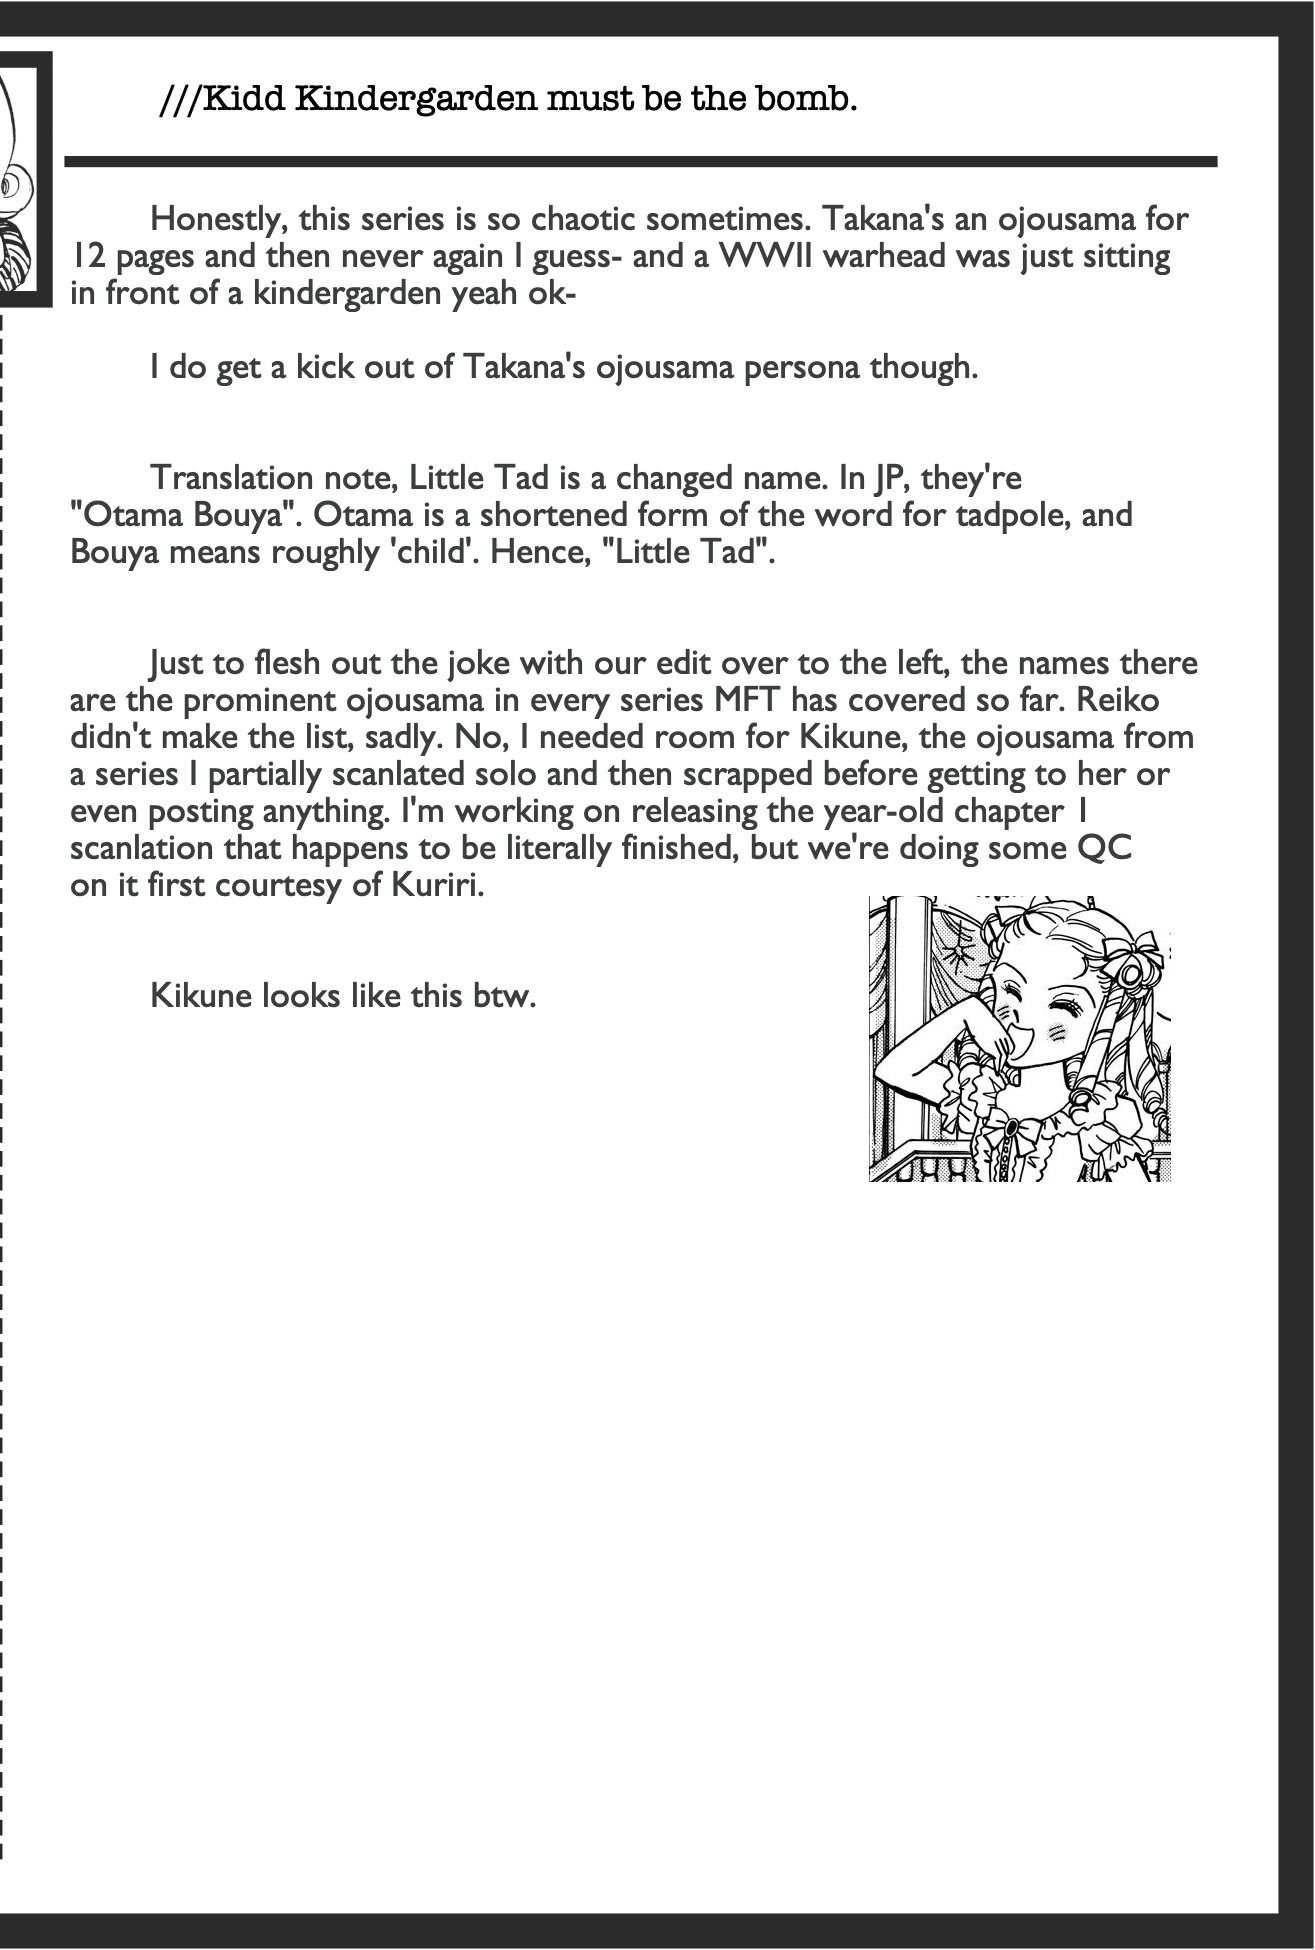 ///Kidd Kindergarden must be the bomb.
Honestly, this series is so chaotic sometimes. Takana's an ojousama for
12 pages and then never again I guess- and a WWII warhead was just sitting
in front of a kindergarden yeah ok-
I do get a kick out of Takana's ojousama persona though.
Translation note, Little Tad is a changed name. In JP, they're
"Otama Bouya". Otama is a shortened form of the word for tadpole, and
Bouya means roughly 'child'. Hence, "Little Tad".
Just to flesh out the joke with our edit over to the left, the names there
are the prominent ojousama in every series MFT has covered so far. Reiko
didn't make the list, sadly. No, I needed room for Kikune, the ojousama from
a series I partially scanlated solo and then scrapped before getting to her or
even posting anything. I'm working on releasing the year-old chapter 1
scanlation that happens to be literally finished, but we're doing some QC
on it first courtesy of Kuriri.
Kikune looks like this btw.